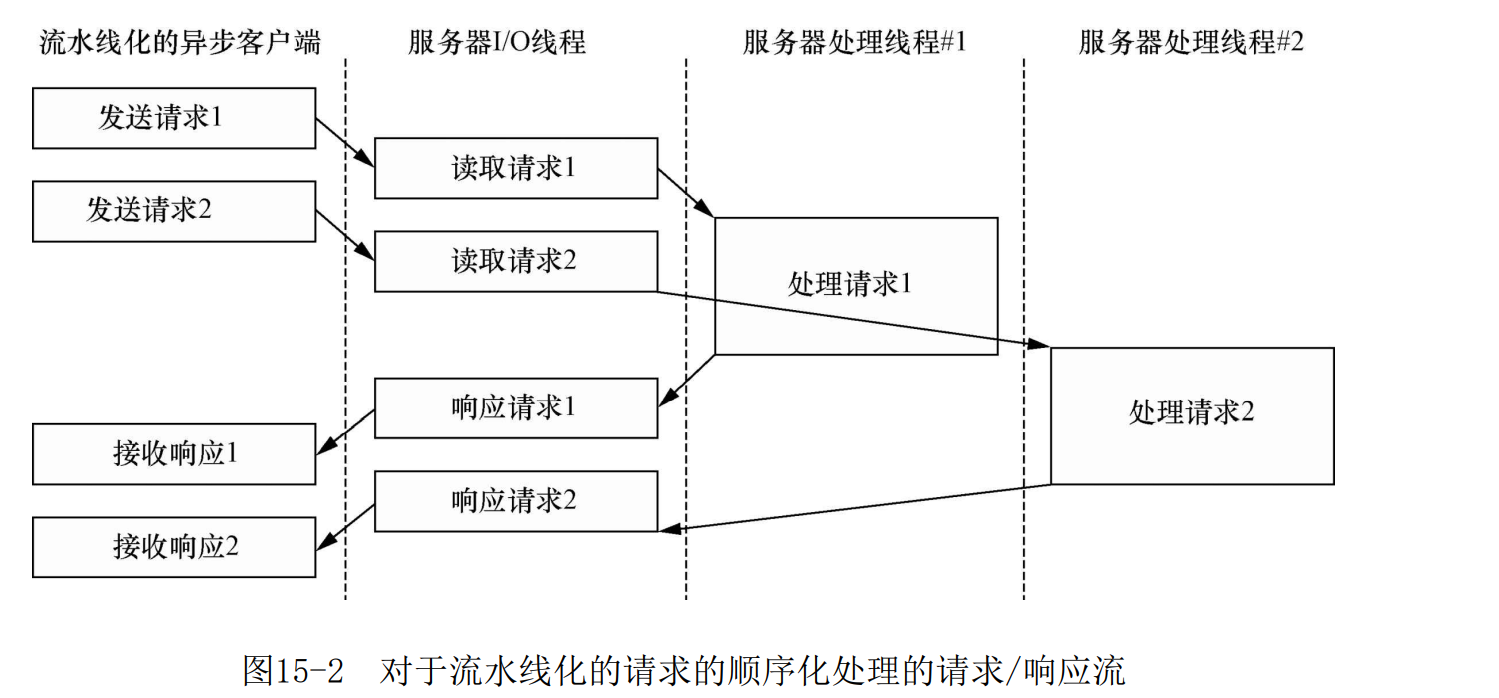 流水线化的异步客户端 服务器I/O线程 服务器处理线程#1 服务器处理线程#2
发送请求1
读取请求1
发送请求2
读取请求2
处理请求1
响应请求1
处理请求2
接收响应1
响应请求2
接收响应2
图15-2 对于流水线化的请求的顺序化处理的请求/响应流